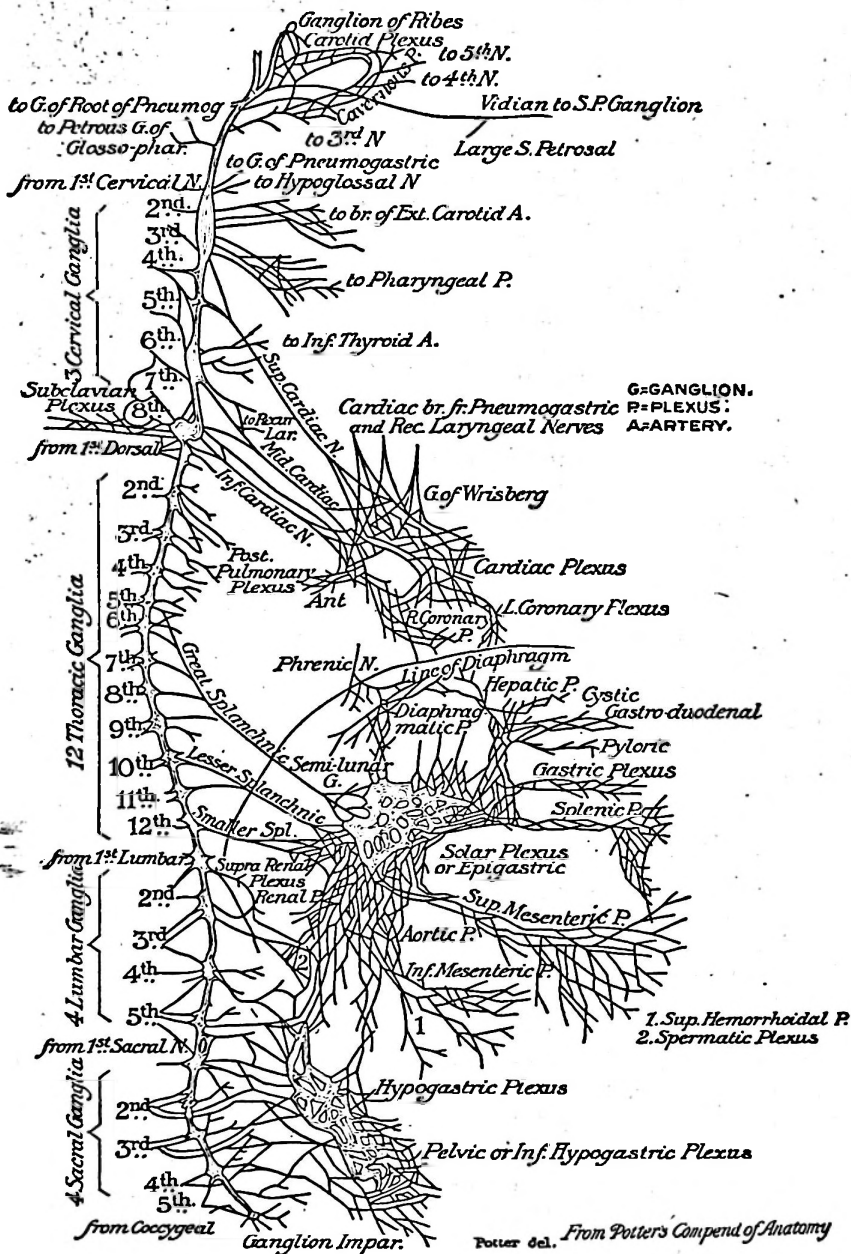 Ganglion of Ribes
Carotid Plexus
to 5th N.
to 4th N.
Cavernous P.
to G. of Root of Pneumog
Vidian to S.P. Ganglion
to Petrous G. of
Glosso-phar.
to 3rd N
Large S. Petrosal
to G. of Pneumogastric
from 1st Cervical N.
to Hypoglossal N
2nd.
to br. of Ext. Carotid A.
3rd
4th.
to Pharyngeal P.
3 Cervical Ganglia
5th.
6th.
to Inf. Thyroid A.
7th.
Sup. Cardiac N.
Subclavian
Plexus
8th
G=GANGLION.
P=PLEXUS:
A=ARTERY.
Cardiac br. fr. Pneumogastric
and Rec. Laryngeal Nerves
to Recurr
Lar.
Mid. Cardiac
from 1st Dorsal
Inf. Cardiac N.
2nd
G. of Wrisberg
3rd
4th
Post.
Pulmonary
Plexus
Ant
Cardiac Plexus
5th
6th
L. Coronary Plexus
R. Coronary
P.
12 Thoracic Ganglia
7th
Great Splanchnic
Phrenic N.
Line of Diaphragm
8th
Hepatic P.
Cystic
Diaphrag-
matic P.
Gastro-duodenal
9th
Pyloric
10th
Lesser Splanchnic
Semi-lunar
G.
Gastric Plexus
11th
Splenic P.
12th
Smaller Spl.
Solar Plexus
or Epigastric
from 1st Lumbar
Supra Renal
Plexus
Renal P.
2nd
Sup. Mesenteric P.
4 Lumbar Ganglia
3rd
Aortic P.
2
4th
Inf. Mesenteric P.
5th
1
1. Sup. Hemorrhoidal P.
2. Spermatic Plexus
from 1st Sacral N.
Hypogastric Plexus
4 Sacral Ganglia
2nd
3rd
Pelvic or Inf. Hypogastric Plexus
4th
5th.
from Coccygeal
Ganglion Impar.
Potter del.
From Potter's Compend of Anatomy